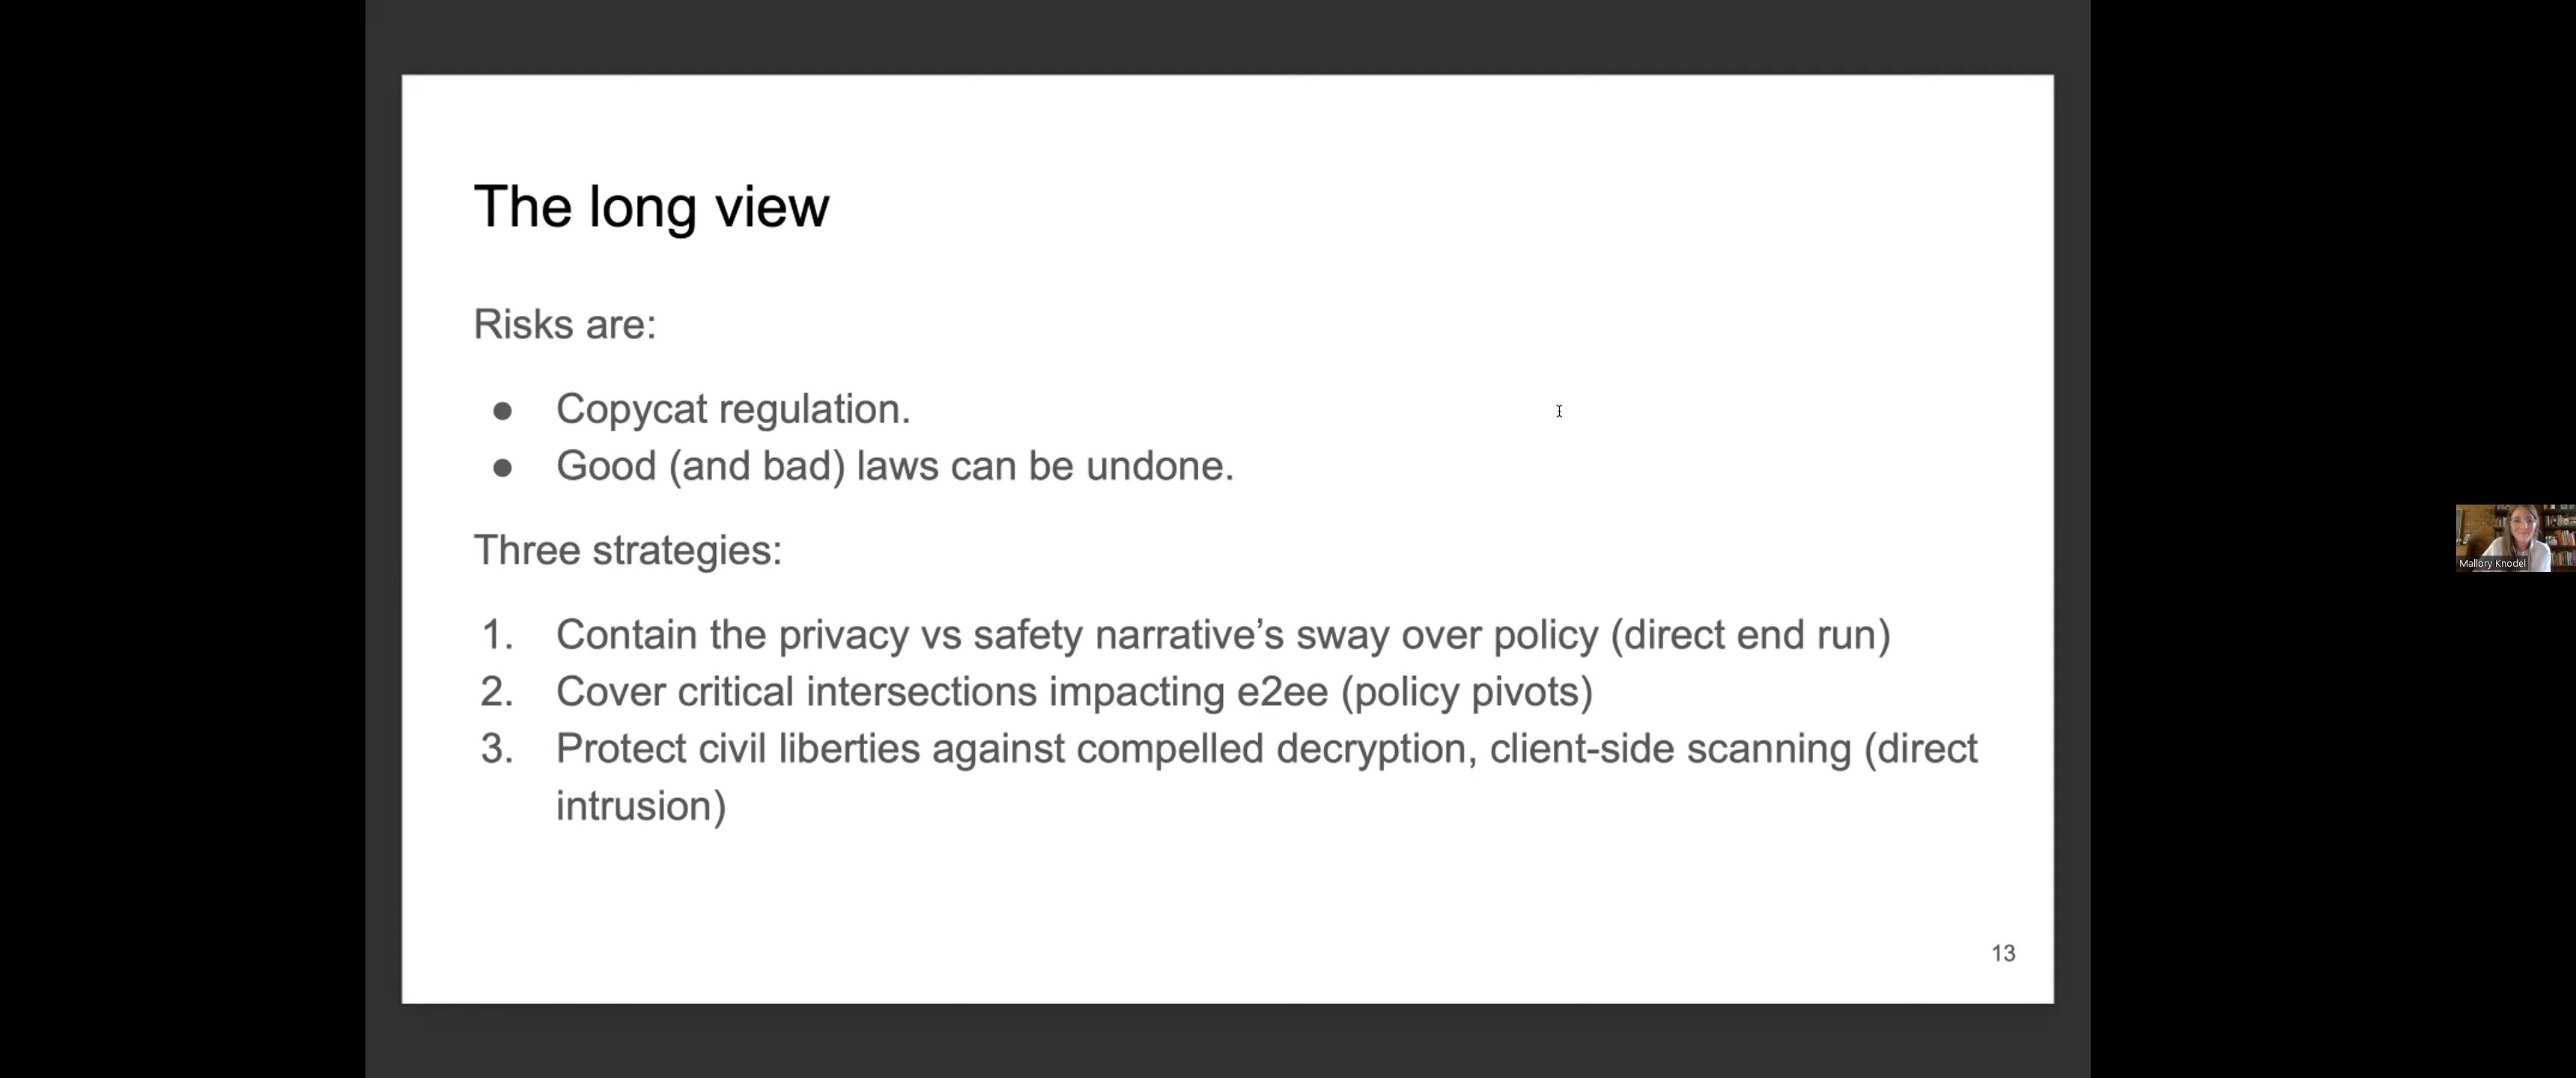 The long view
Risks are:
● Copycat regulation.
● Good (and bad) laws can be undone.
Three strategies:
1. Contain the privacy vs safety narrative’s sway over policy (direct end run)
2. Cover critical intersections impacting e2ee (policy pivots)
3. Protect civil liberties against compelled decryption, client-side scanning (direct
intrusion)
13
Mallory Knodel